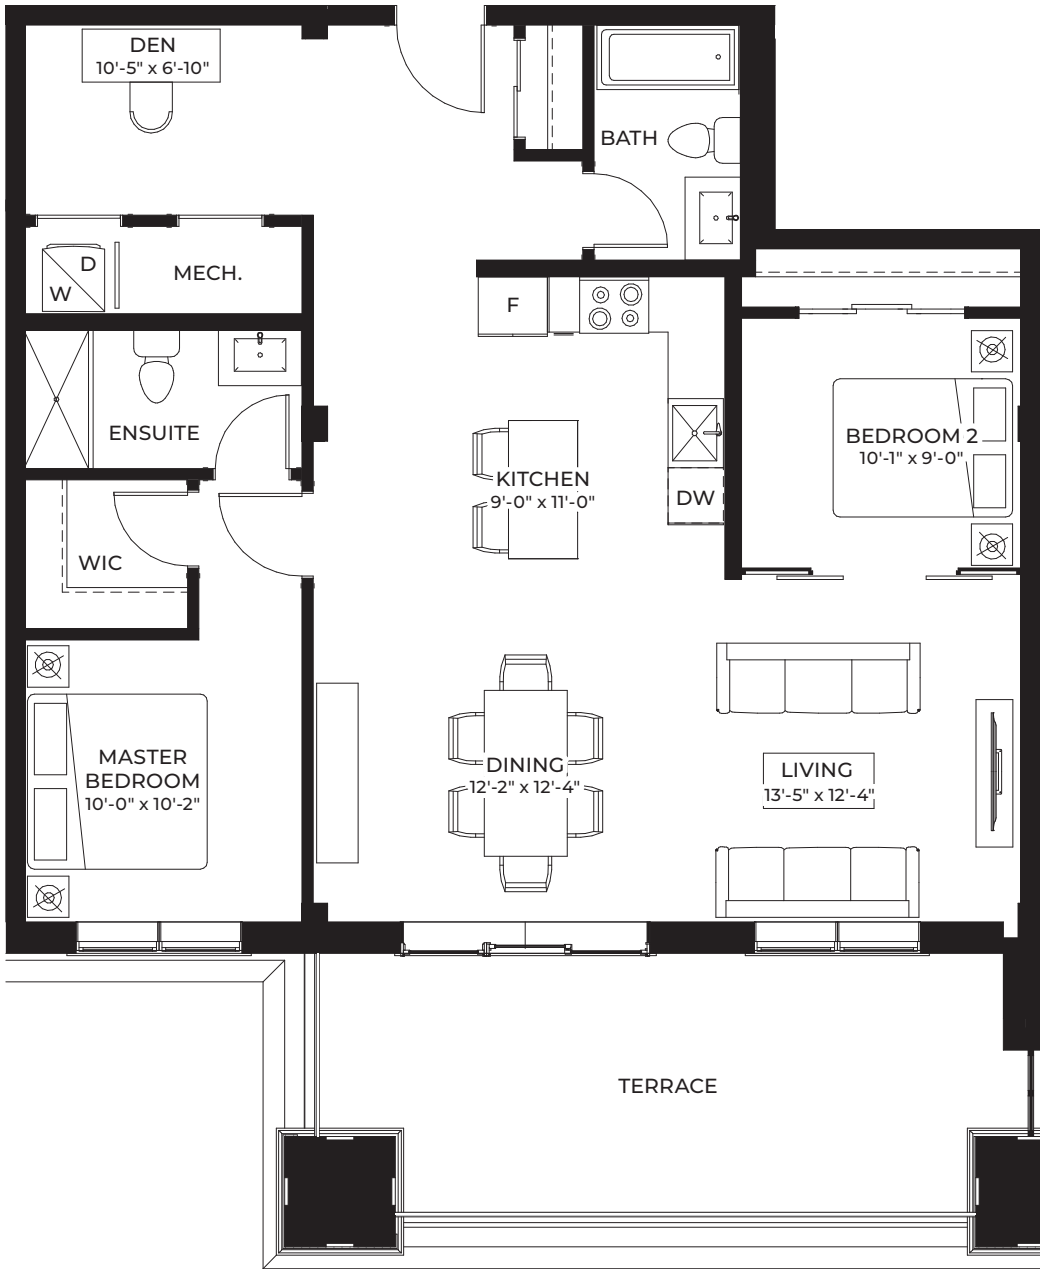 DEN
10'-5" x 6'-10"
BATH
D
W
MECH.
F
ENSUITE
BEDROOM 2
10'-1" x 9'-0"
KITCHEN
9'-0" x 11'-0"
DW
WIC
MASTER
BEDROOM
10'-0" x 10'-2"
DINING
12'-2" x 12'-4"
LIVING
13'-5" x 12'-4"
TERRACE